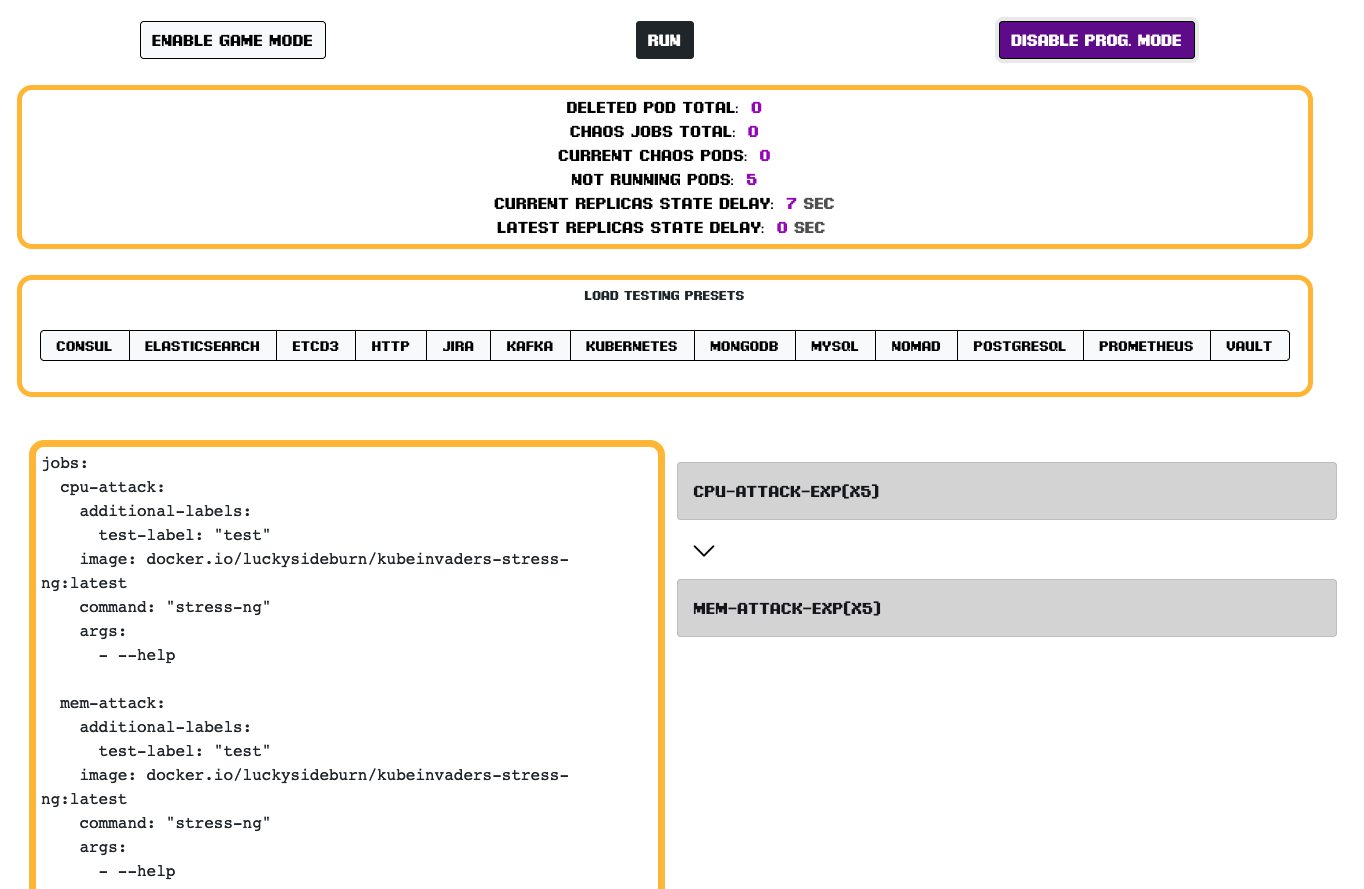 ENABLE GAME MODE
RUN
DISABLE PROG. MODE
DELETED POD TOTAL: 0
CHAOS JOBS TOTAL: 0
CURRENT CHAOS PODS: 0
NOT RUNNING PODS: 5
CURRENT REPLICAS STATE DELAY: 7 SEC
LATEST REPLICAS STATE DELAY: 0 SEC
LOAD TESTING PRESETS
CONSUL ELASTICSEARCH ETCD3 HTTP JIRA KAFKA KUBERNETES MONGODB MYSQL NOMAD POSTGRESQL PROMETHEUS VAULT
jobs:
  cpu-attack:
    additional-labels:
      test-label: "test"
    image: docker.io/luckysideburn/kubeinvaders-stress-
ng:latest
    command: "stress-ng"
    args:
      - --help

  mem-attack:
    additional-labels:
      test-label: "test"
    image: docker.io/luckysideburn/kubeinvaders-stress-
ng:latest
    command: "stress-ng"
    args:
      - --help
CPU-ATTACK-EXP(X5)
MEM-ATTACK-EXP(X5)